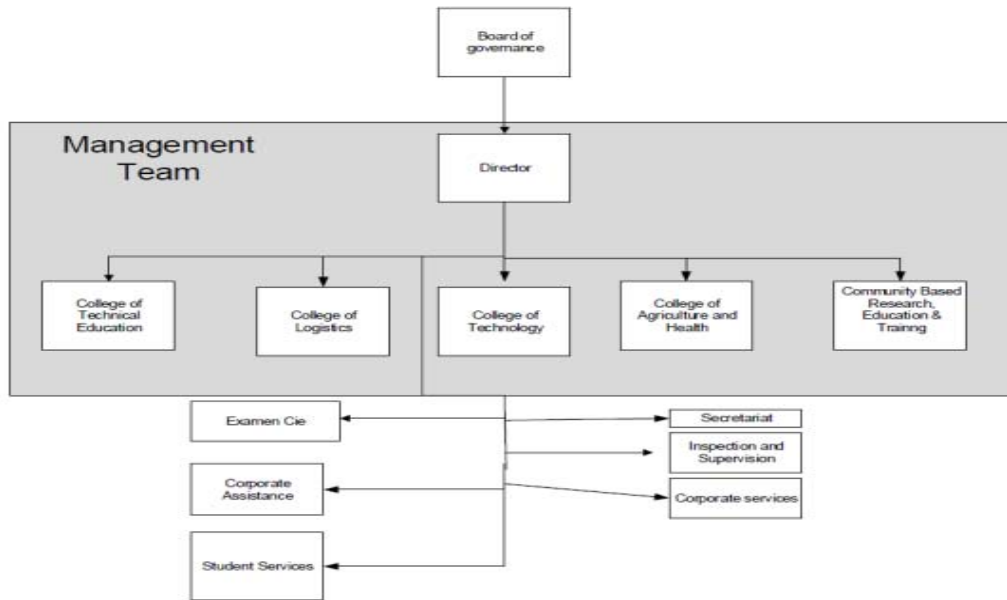 Board of
governance
Management
Team
Director
College of
Technical
Education
College of
Logistics
College of
Technology
College of
Agriculture and
Health
Community Based
Research,
Education &
Trainng
Examen Cie
Secretariat
Inspection and
Supervision
Corporate
Assistance
Corporate services
Student Services